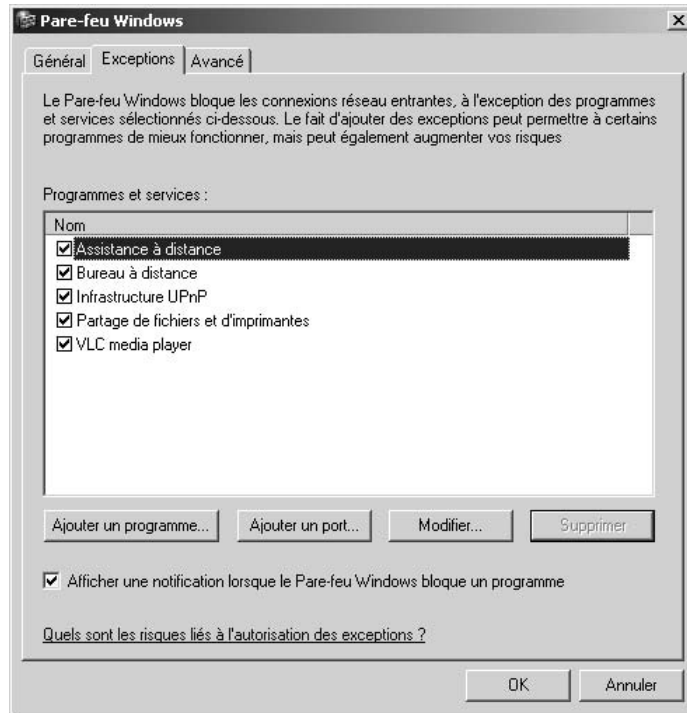 Pare-feu Windows
Général
Exceptions
Avancé
Le Pare-feu Windows bloque les connexions réseau entrantes, à l'exception des programmes
et services sélectionnés ci-dessous. Le fait d'ajouter des exceptions peut permettre à certains
programmes de mieux fonctionner, mais peut également augmenter vos risques
Programmes et services :
Nom
Assistance à distance
Bureau à distance
Infrastructure UPnP
Partage de fichiers et d'imprimantes
VLC media player
Ajouter un programme...
Ajouter un port...
Modifier...
Supprimer
Afficher une notification lorsque le Pare-feu Windows bloque un programme
Quels sont les risques liés à l'autorisation des exceptions ?
OK
Annuler